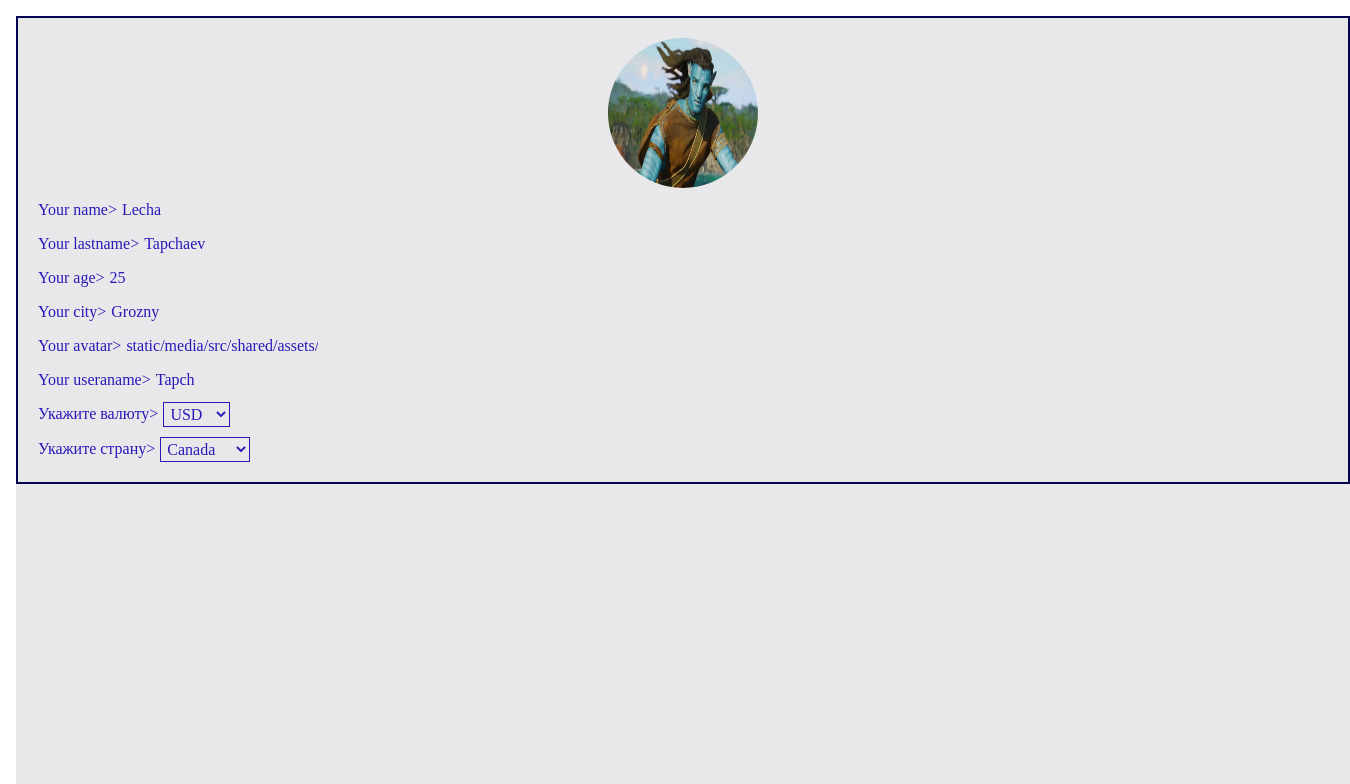 Your name> Lecha
Your lastname> Tapchaev
Your age> 25
Your city> Grozny
Your avatar> static/media/src/shared/assets/
Your useraname> Tapch
Укажите валюту> USD
Укажите страну> Canada